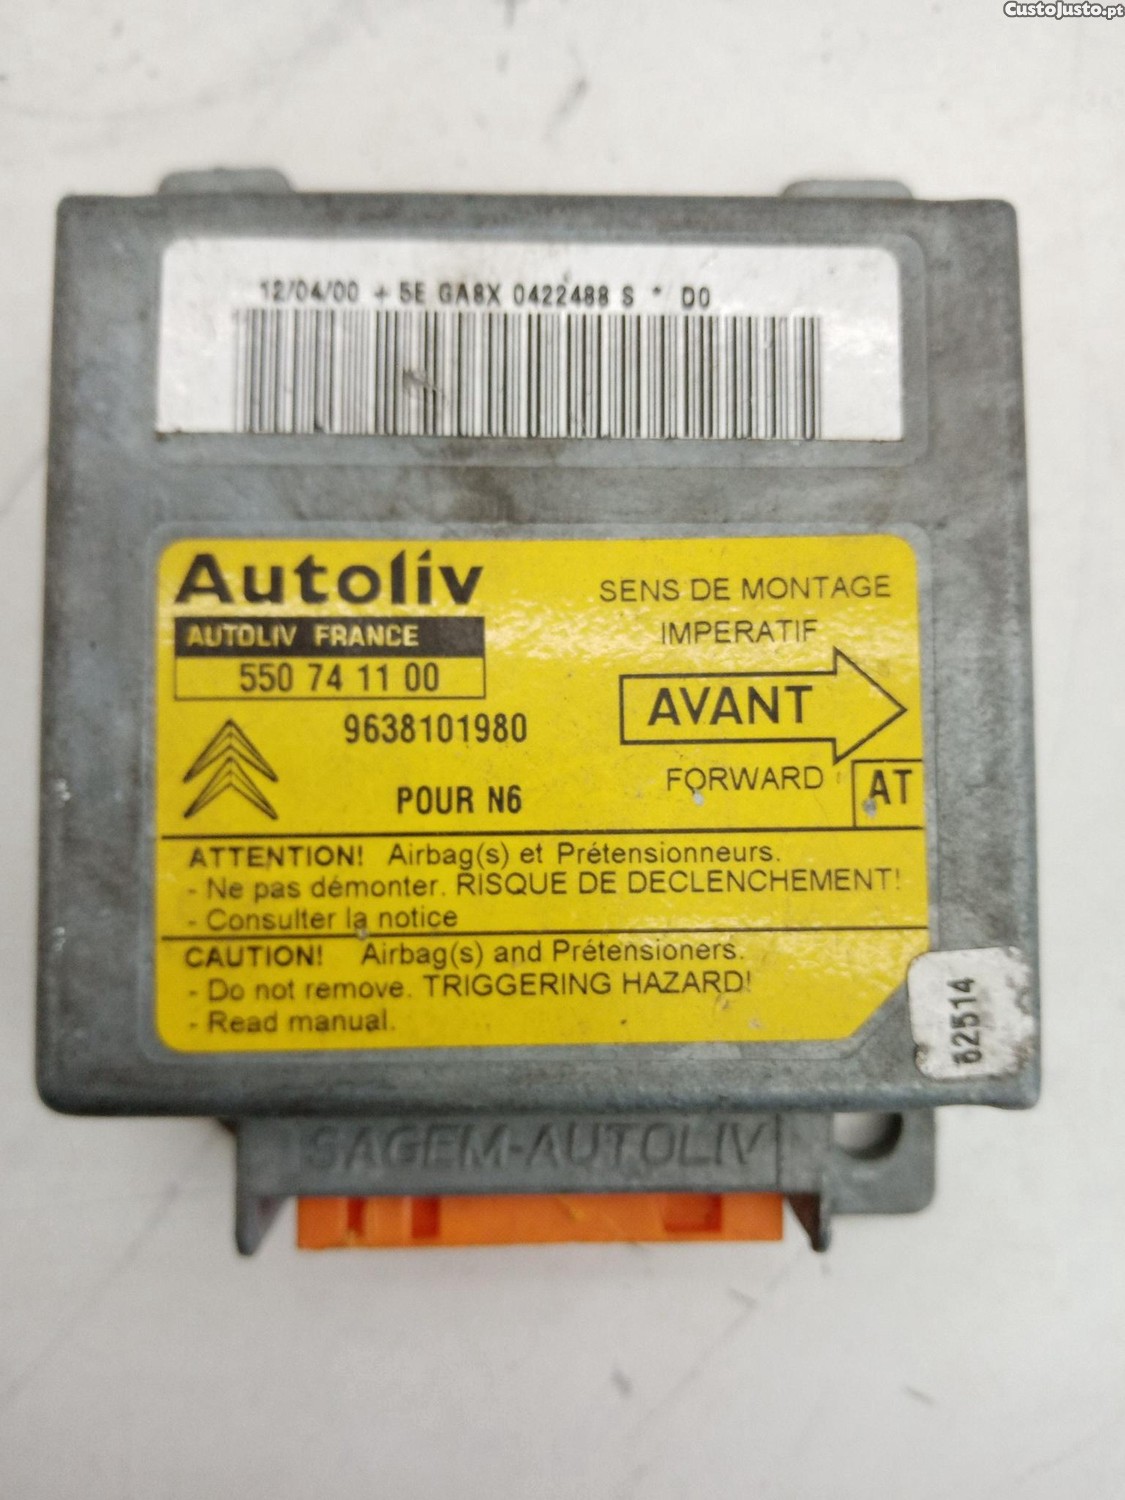 CustoJusto.pt
12/04/00 + 5E GA8X 0422488 S * D0
Autoliv
AUTOLIV FRANCE
550 74 11 00
9638101980
POUR N6
SENS DE MONTAGE
IMPERATIF
AVANT
FORWARD
AT
ATTENTION! Airbag(s) et Prétensionneurs.
- Ne pas démonter. RISQUE DE DECLENCHEMENT!
- Consulter la notice
CAUTION! Airbag(s) and Prétensioners.
- Do not remove. TRIGGERING HAZARD!
- Read manual.
62514
SAGEM-AUTOLIV